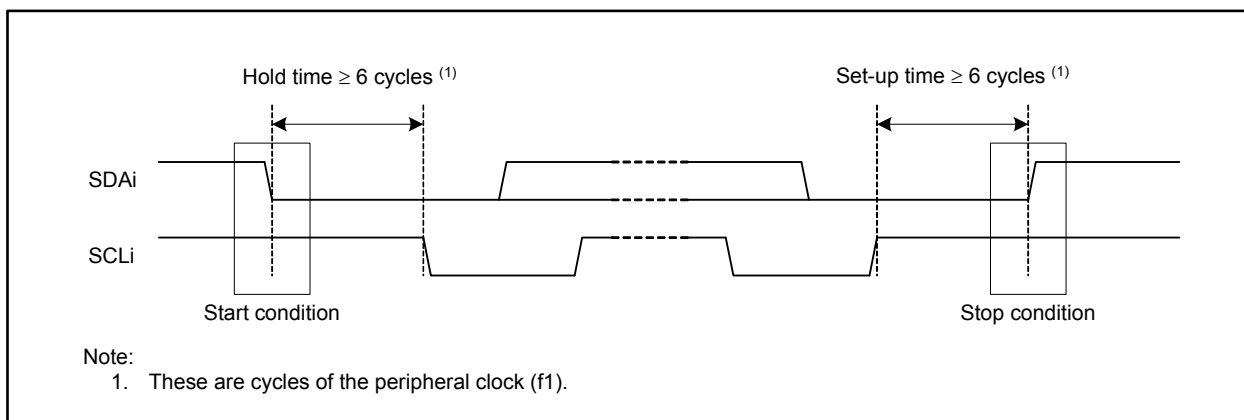 Hold time ≥ 6 cycles (1)
Set-up time ≥ 6 cycles (1)
SDAi
SCLi
Start condition
Stop condition
Note:
1. These are cycles of the peripheral clock (f1).